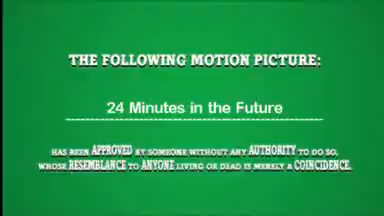 THE FOLLOWING MOTION PICTURE:
24 Minutes in the Future
HAS BEEN APPROVED BY SOMEONE WITHOUT ANY AUTHORITY TO DO SO,
WHOSE RESEMBLANCE TO ANYONE LIVING OR DEAD IS MERELY A COINCIDENCE.